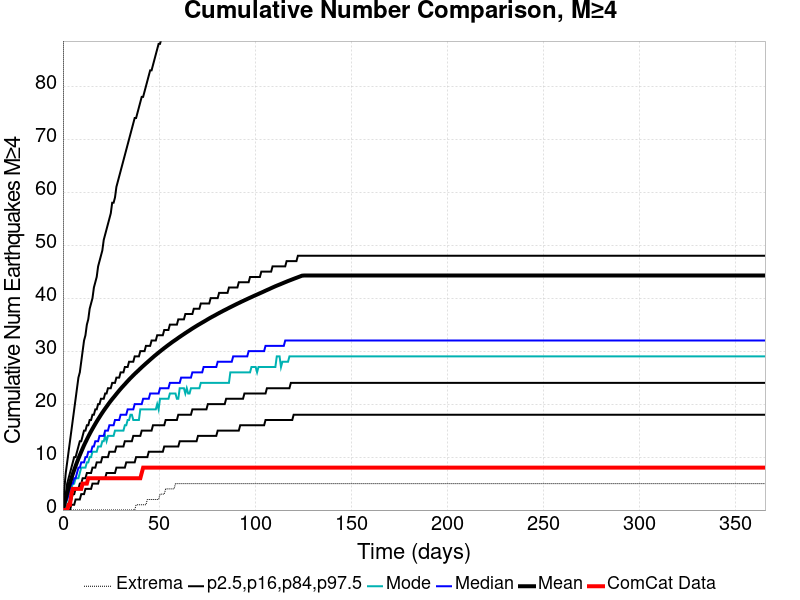 Cumulative Number Comparison, M≥4
Cumulative Num Earthquakes M≥4
80
70
60
50
40
30
20
10
0
0 50 100 150 200 250 300 350
Time (days)
Extrema p2.5,p16,p84,p97.5 Mode Median Mean ComCat Data